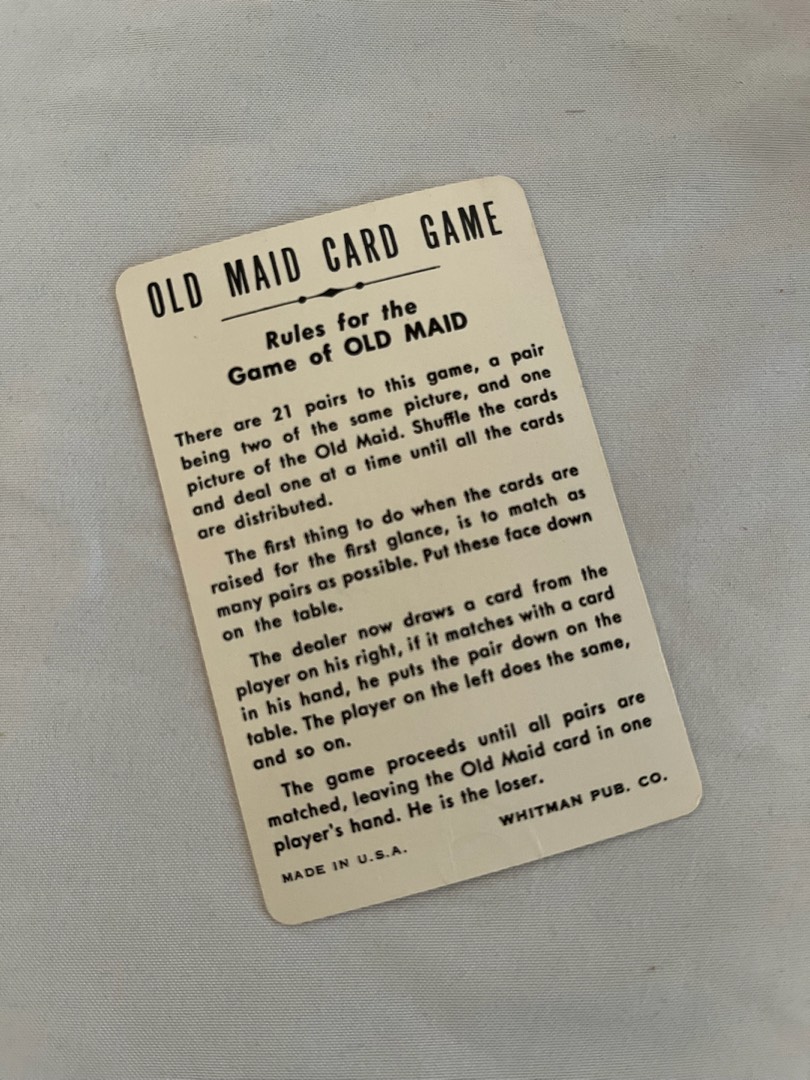 OLD MAID CARD GAME
Rules for the
Game of OLD MAID
There are 21 pairs to this game, a pair
being two of the same picture, and one
picture of the Old Maid. Shuffle the cards
and deal one at a time until all the cards
are distributed.
The first thing to do when the cards are
raised for the first glance, is to match as
many pairs as possible. Put these face down
on the table.
The dealer now draws a card from the
player on his right, if it matches with a card
in his hand, he puts the pair down on the
table. The player on the left does the same,
and so on.
The game proceeds until all pairs are
matched, leaving the Old Maid card in one
player's hand. He is the loser.
WHITMAN PUB. CO.
MADE IN U.S.A.